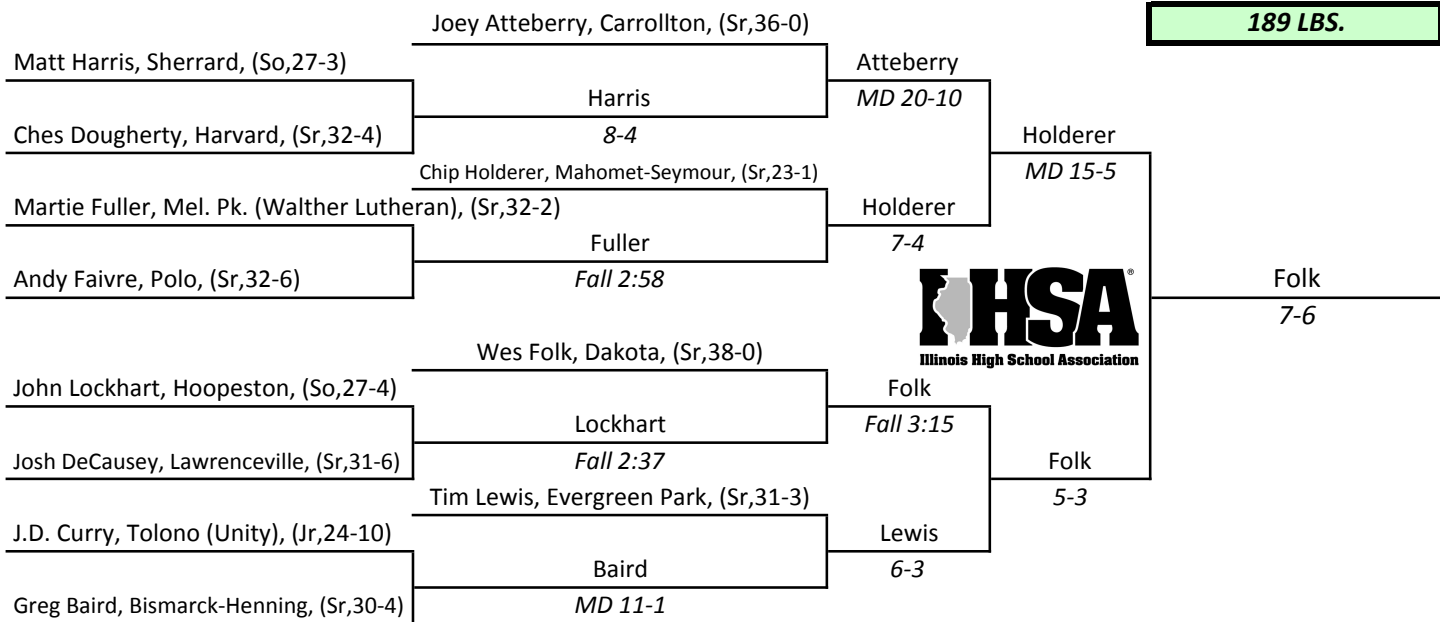 Joey Atteberry, Carrollton, (Sr,36-0)
189 LBS.
Matt Harris, Sherrard, (So,27-3)
Atteberry
Harris
MD 20-10
Ches Dougherty, Harvard, (Sr,32-4)
8-4
Holderer
Chip Holderer, Mahomet-Seymour, (Sr,23-1)
MD 15-5
Martie Fuller, Mel. Pk. (Walther Lutheran), (Sr,32-2)
Holderer
Fuller
7-4
Andy Faivre, Polo, (Sr,32-6)
Fall 2:58
IHSA®
Illinois High School Association
Folk
7-6
Wes Folk, Dakota, (Sr,38-0)
John Lockhart, Hoopeston, (So,27-4)
Folk
Lockhart
Fall 3:15
Josh DeCausey, Lawrenceville, (Sr,31-6)
Fall 2:37
Folk
Tim Lewis, Evergreen Park, (Sr,31-3)
5-3
J.D. Curry, Tolono (Unity), (Jr,24-10)
Lewis
Baird
6-3
Greg Baird, Bismarck-Henning, (Sr,30-4)
MD 11-1